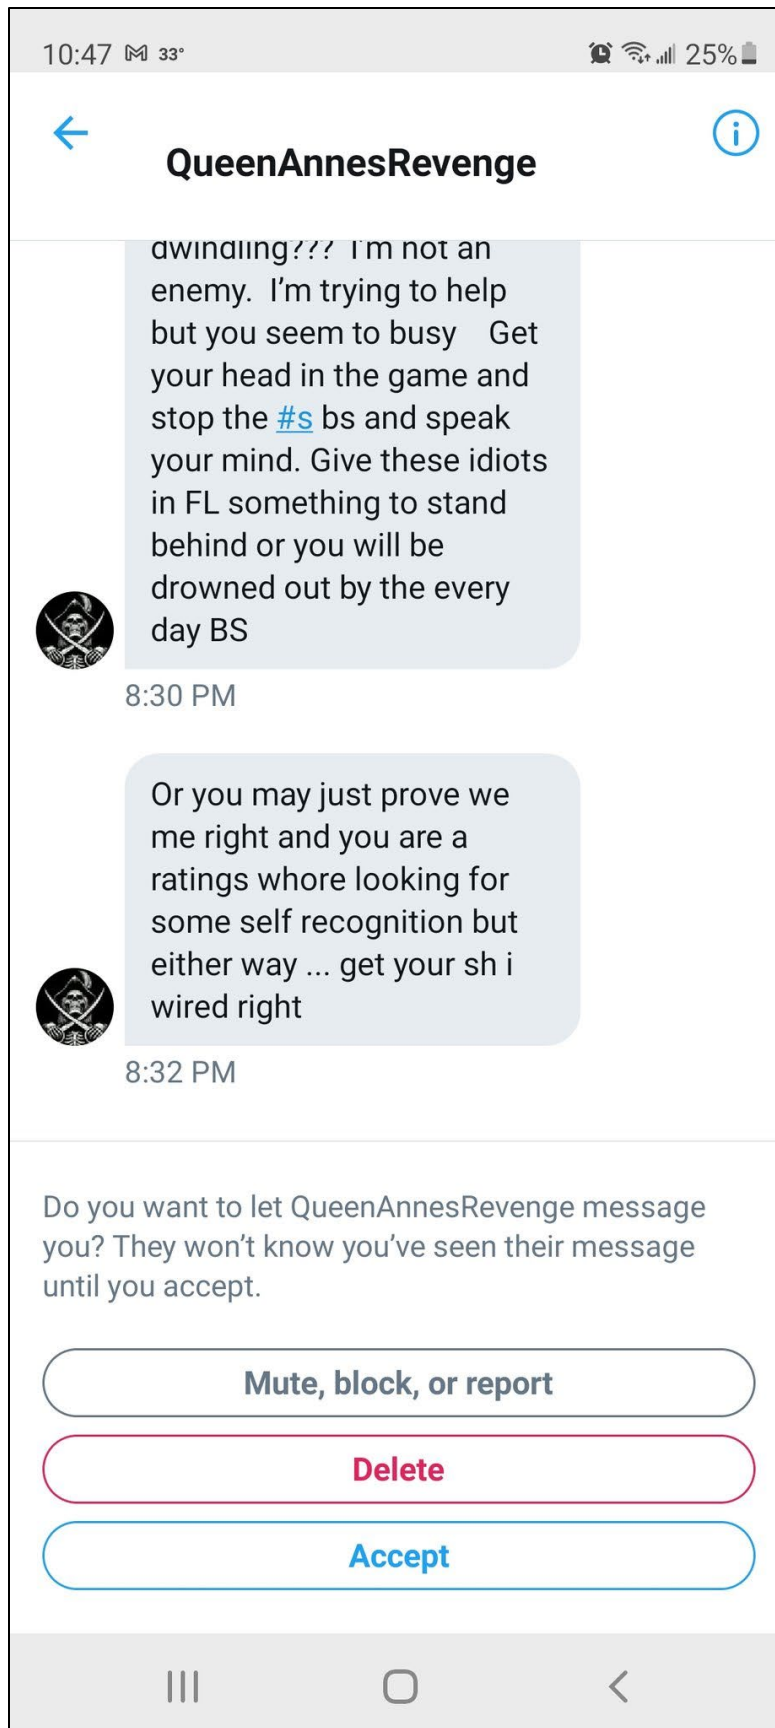 10:47 M 33° 25%
QueenAnnesRevenge
dwindling??? I'm not an
enemy.  I'm trying to help
but you seem to busy    Get
your head in the game and
stop the #s bs and speak
your mind. Give these idiots
in FL something to stand
behind or you will be
drowned out by the every
day BS
8:30 PM
Or you may just prove we
me right and you are a
ratings whore looking for
some self recognition but
either way ... get your sh i
wired right
8:32 PM
Do you want to let QueenAnnesRevenge message
you? They won't know you've seen their message
until you accept.
Mute, block, or report
Delete
Accept